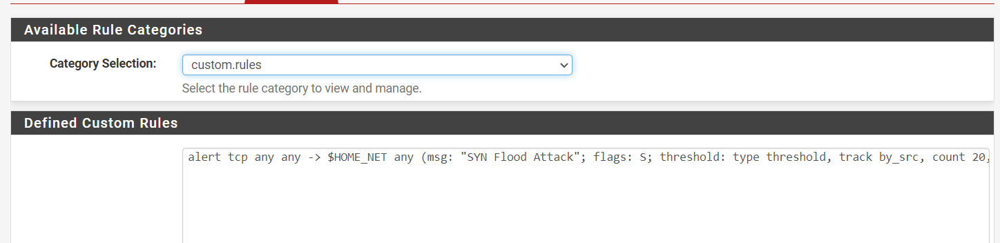 Available Rule Categories
Category Selection:
custom.rules
Select the rule category to view and manage.
Defined Custom Rules
alert tcp any any -> $HOME_NET any (msg: "SYN Flood Attack"; flags: S; threshold: type threshold, track by_src, count 20,